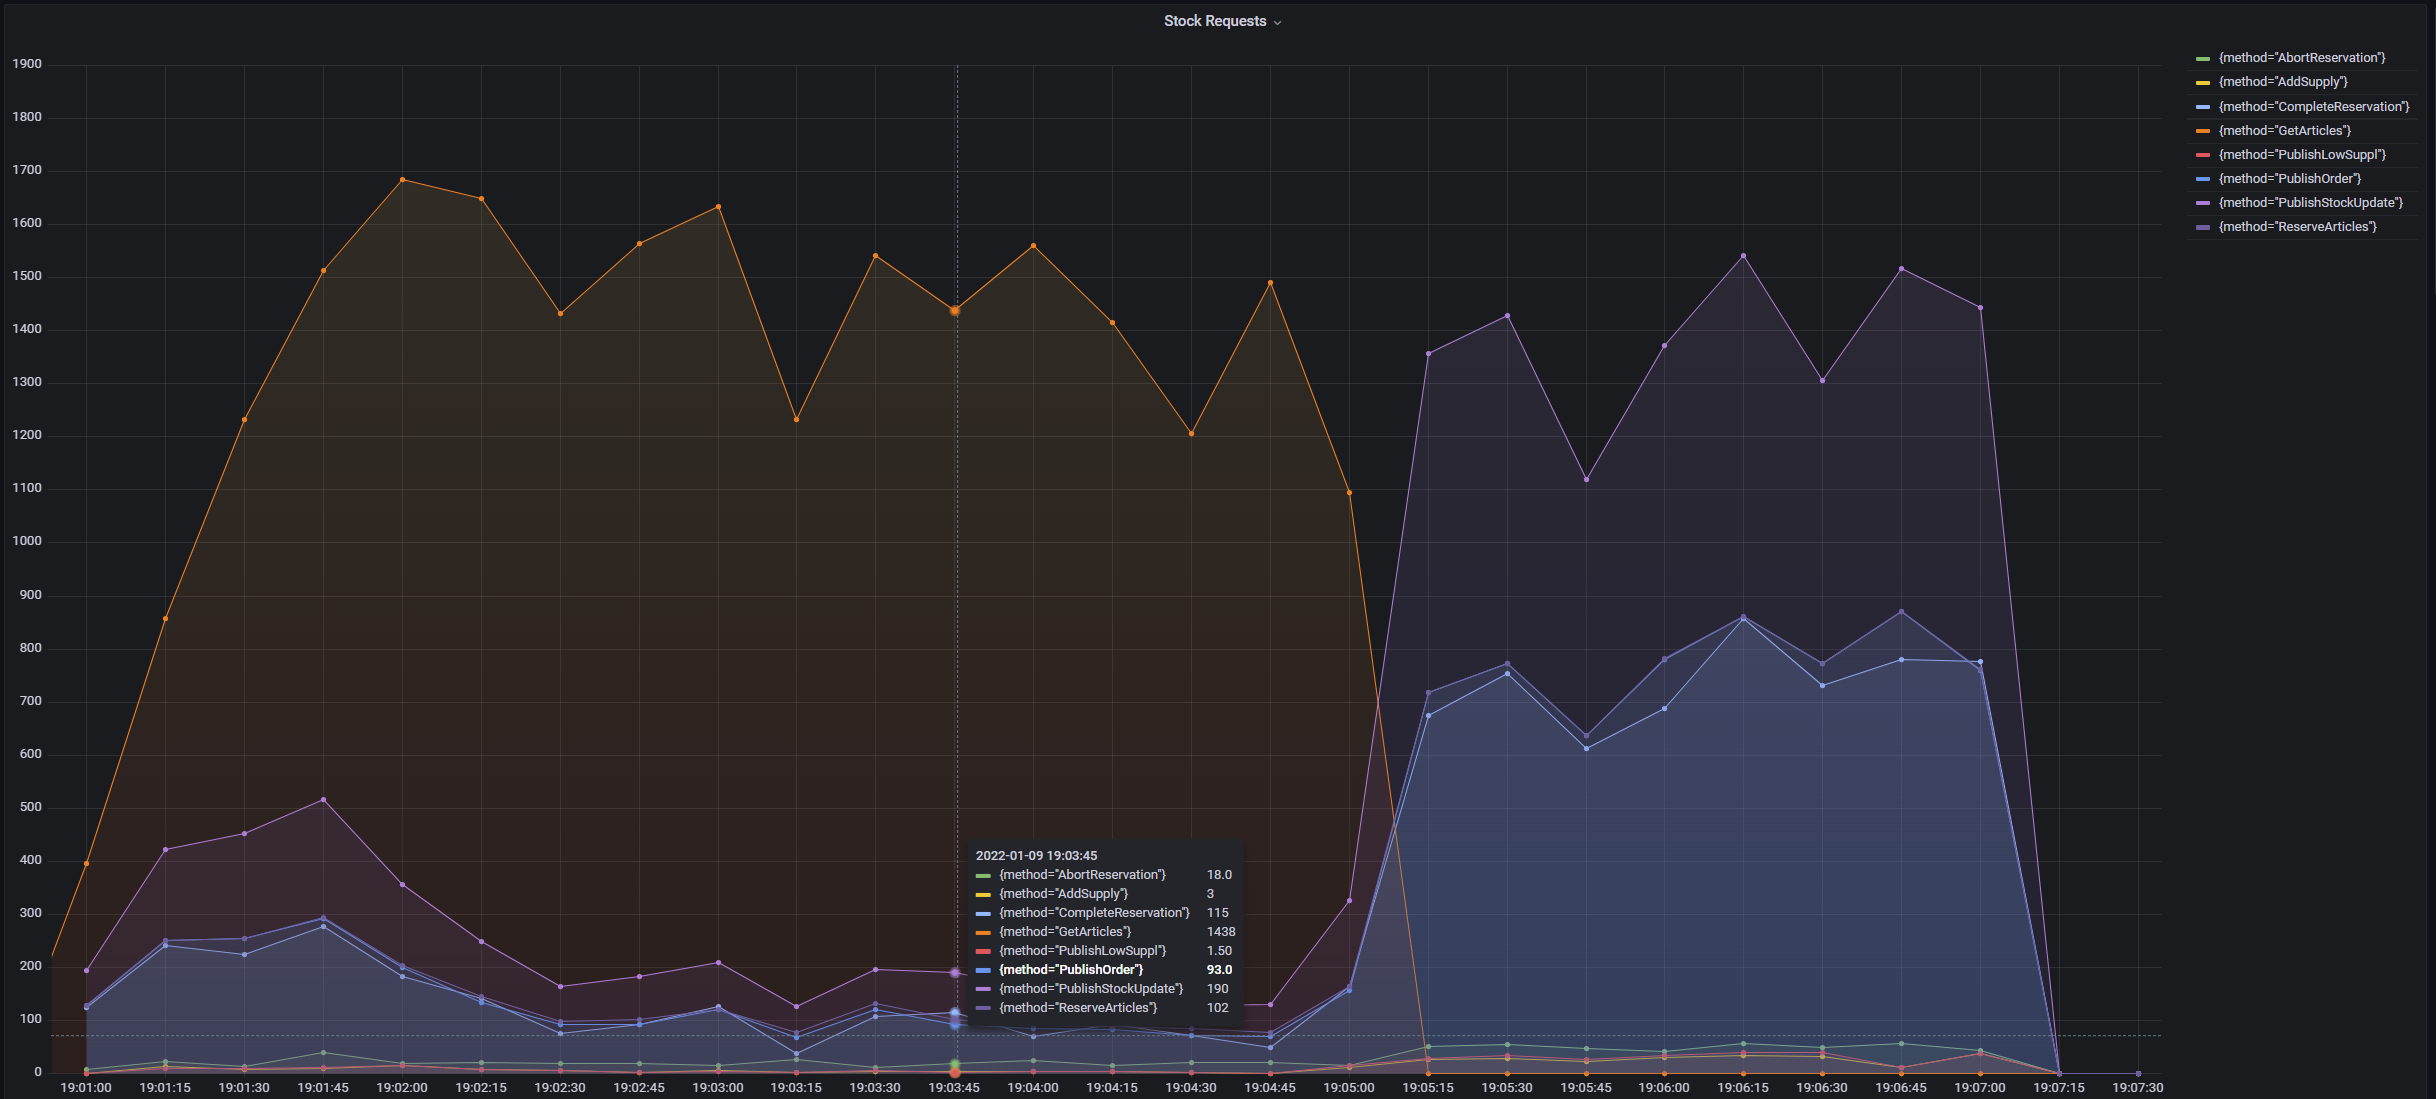 Stock Requests
1900
1800
1700
1600
1500
1400
1300
1200
1100
1000
900
800
700
600
500
400
300
200
100
0
19:01:00 19:01:15 19:01:30 19:01:45 19:02:00 19:02:15 19:02:30 19:02:45 19:03:00 19:03:15 19:03:30 19:03:45 19:04:00 19:04:15 19:04:30 19:04:45 19:05:00 19:05:15 19:05:30 19:05:45 19:06:00 19:06:15 19:06:30 19:06:45 19:07:00 19:07:15 19:07:30
2022-01-09 19:03:45
{method="AbortReservation"} 18.0
{method="AddSupply"} 3
{method="CompleteReservation"} 115
{method="GetArticles"} 1438
{method="PublishLowSuppl"} 1.50
{method="PublishOrder"} 93.0
{method="PublishStockUpdate"} 190
{method="ReserveArticles"} 102
{method="AbortReservation"}
{method="AddSupply"}
{method="CompleteReservation"}
{method="GetArticles"}
{method="PublishLowSuppl"}
{method="PublishOrder"}
{method="PublishStockUpdate"}
{method="ReserveArticles"}